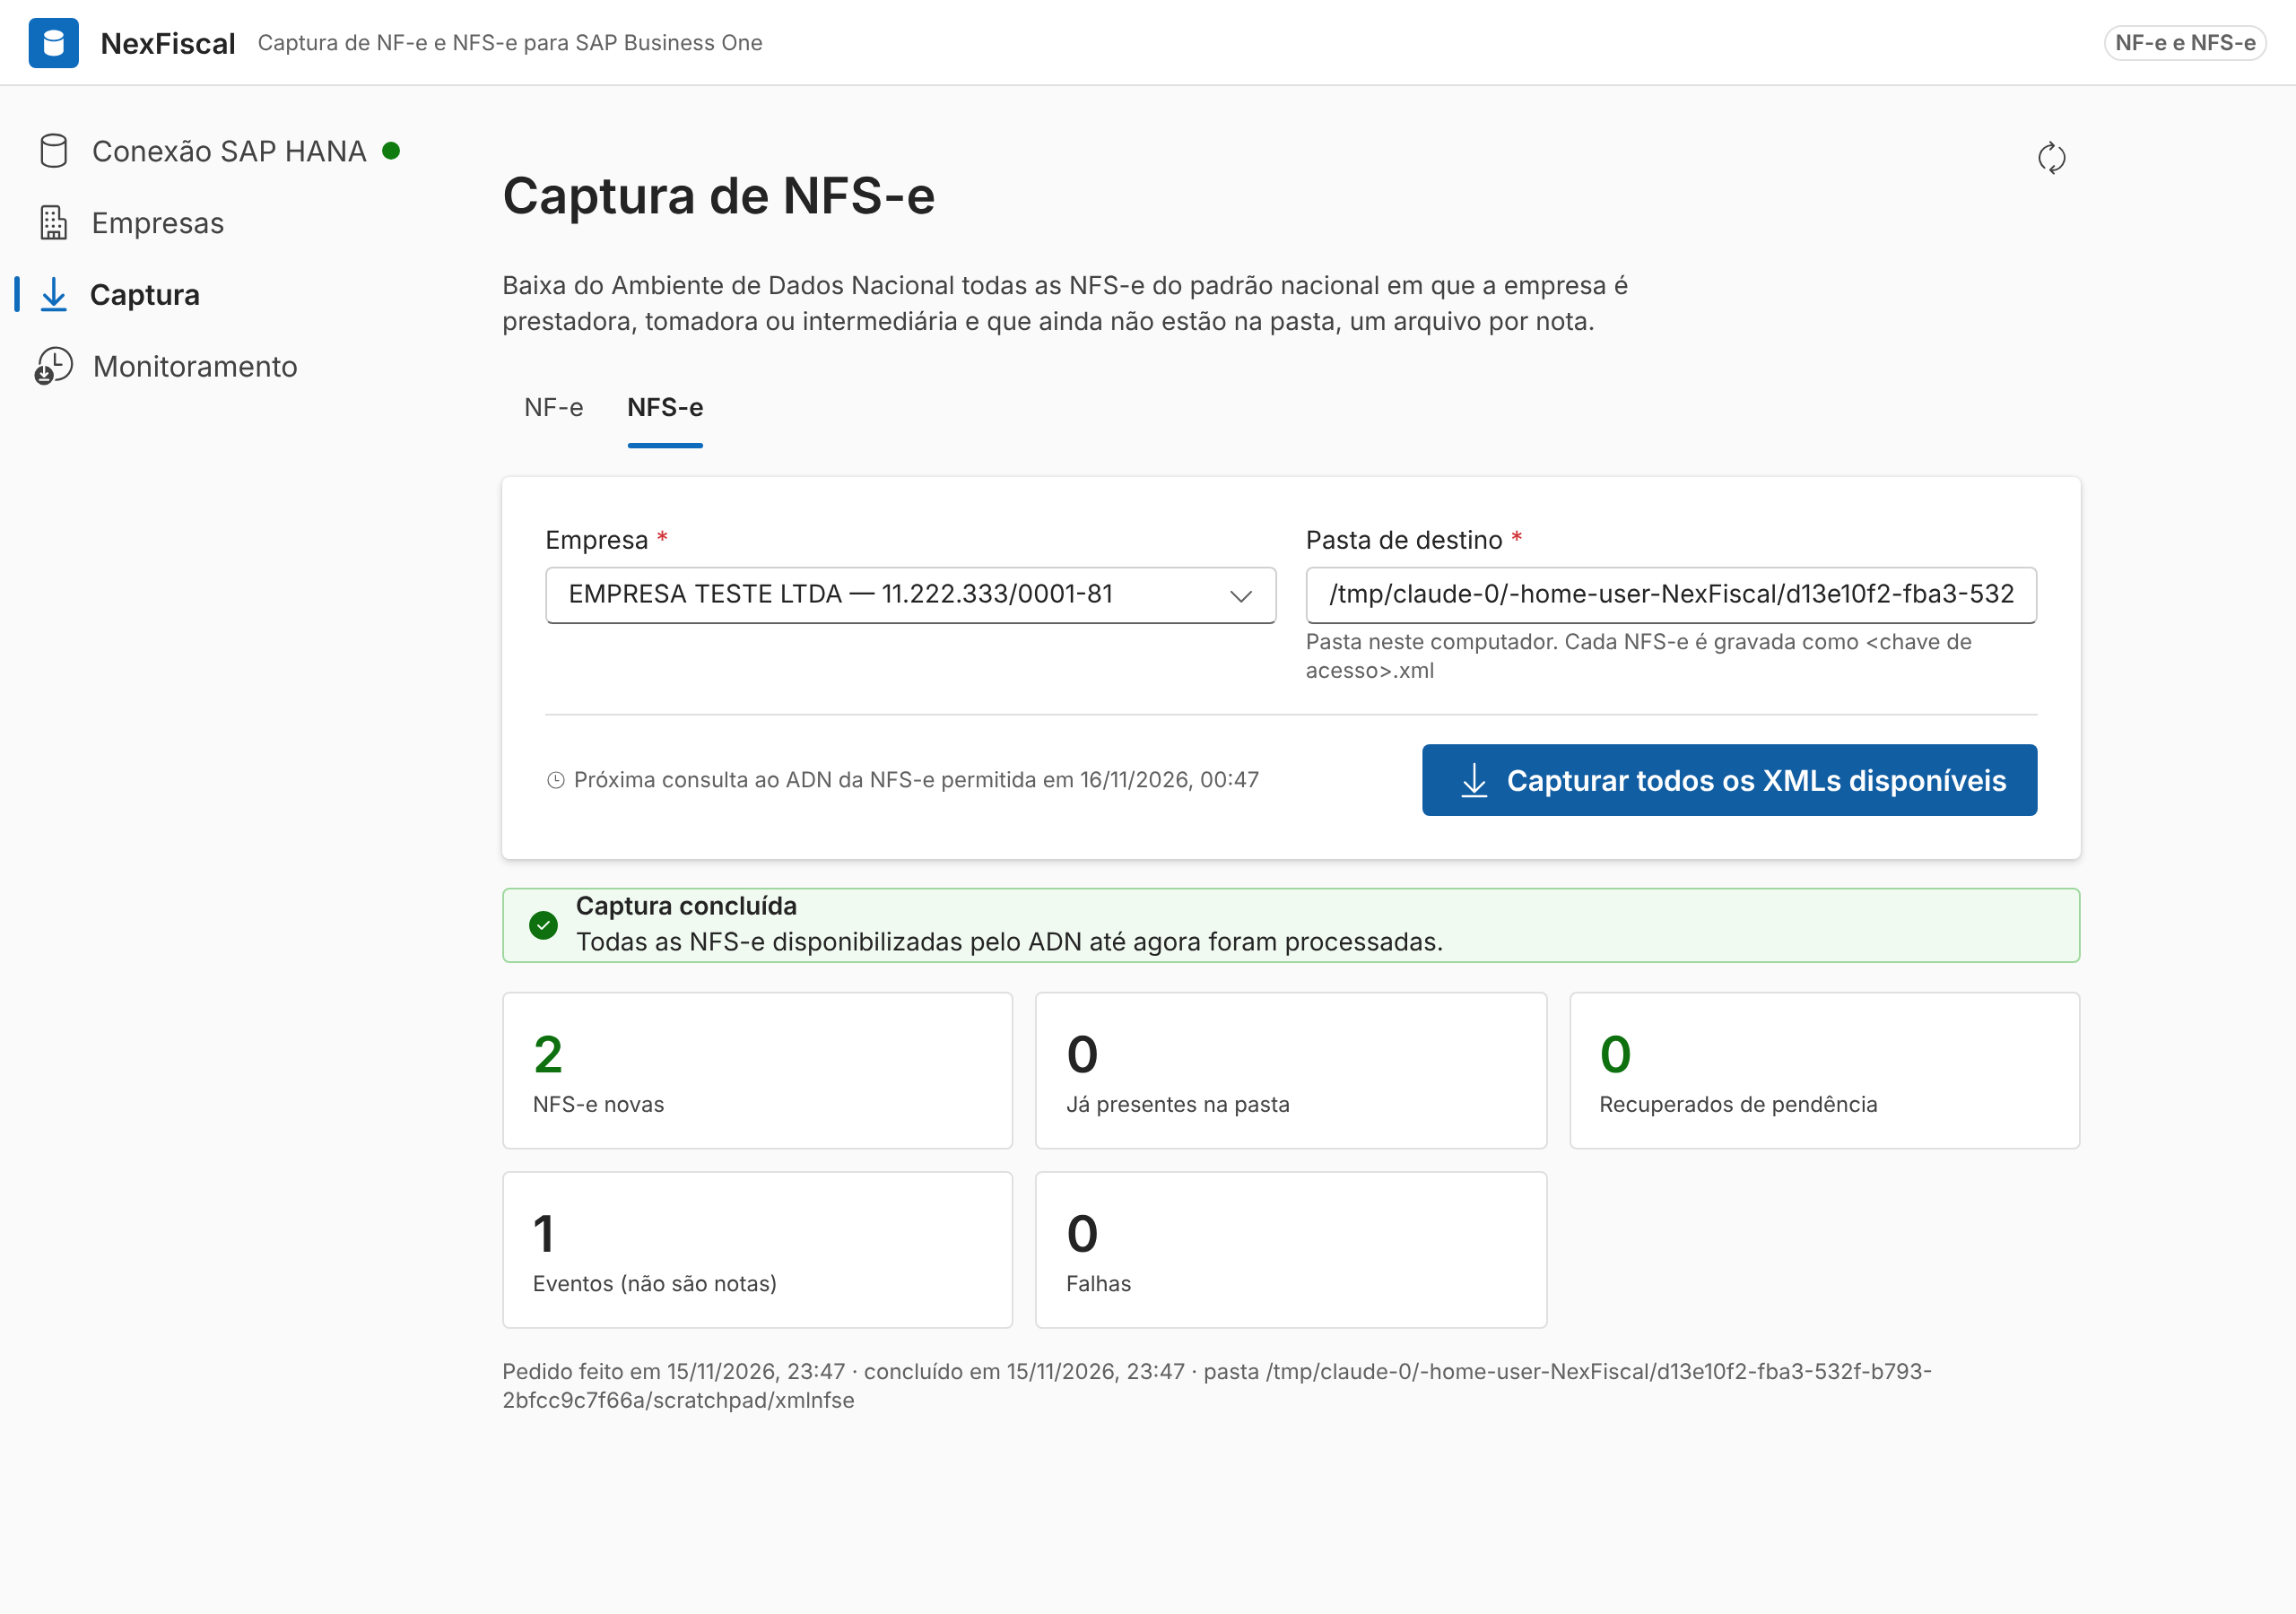 NexFiscal Captura de NF-e e NFS-e para SAP Business One NF-e e NFS-e
Conexão SAP HANA
Empresas
Captura
Monitoramento
Captura de NFS-e
Baixa do Ambiente de Dados Nacional todas as NFS-e do padrão nacional em que a empresa é
prestadora, tomadora ou intermediária e que ainda não estão na pasta, um arquivo por nota.
NF-e NFS-e
Empresa *
EMPRESA TESTE LTDA — 11.222.333/0001-81
Pasta de destino *
/tmp/claude-0/-home-user-NexFiscal/d13e10f2-fba3-532
Pasta neste computador. Cada NFS-e é gravada como <chave de
acesso>.xml
Próxima consulta ao ADN da NFS-e permitida em 16/11/2026, 00:47
Capturar todos os XMLs disponíveis
Captura concluída
Todas as NFS-e disponibilizadas pelo ADN até agora foram processadas.
2
NFS-e novas
0
Já presentes na pasta
0
Recuperados de pendência
1
Eventos (não são notas)
0
Falhas
Pedido feito em 15/11/2026, 23:47 · concluído em 15/11/2026, 23:47 · pasta /tmp/claude-0/-home-user-NexFiscal/d13e10f2-fba3-532f-b793-
2bfcc9c7f66a/scratchpad/xmlnfse